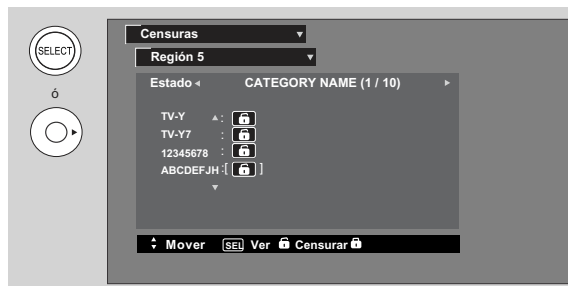 SELECT
ó
Censuras
Región 5
Estado CATEGORY NAME (1 / 10)
TV-Y :
TV-Y7 :
12345678 :
ABCDEFJH :[ ]
Mover SEL Ver Censurar